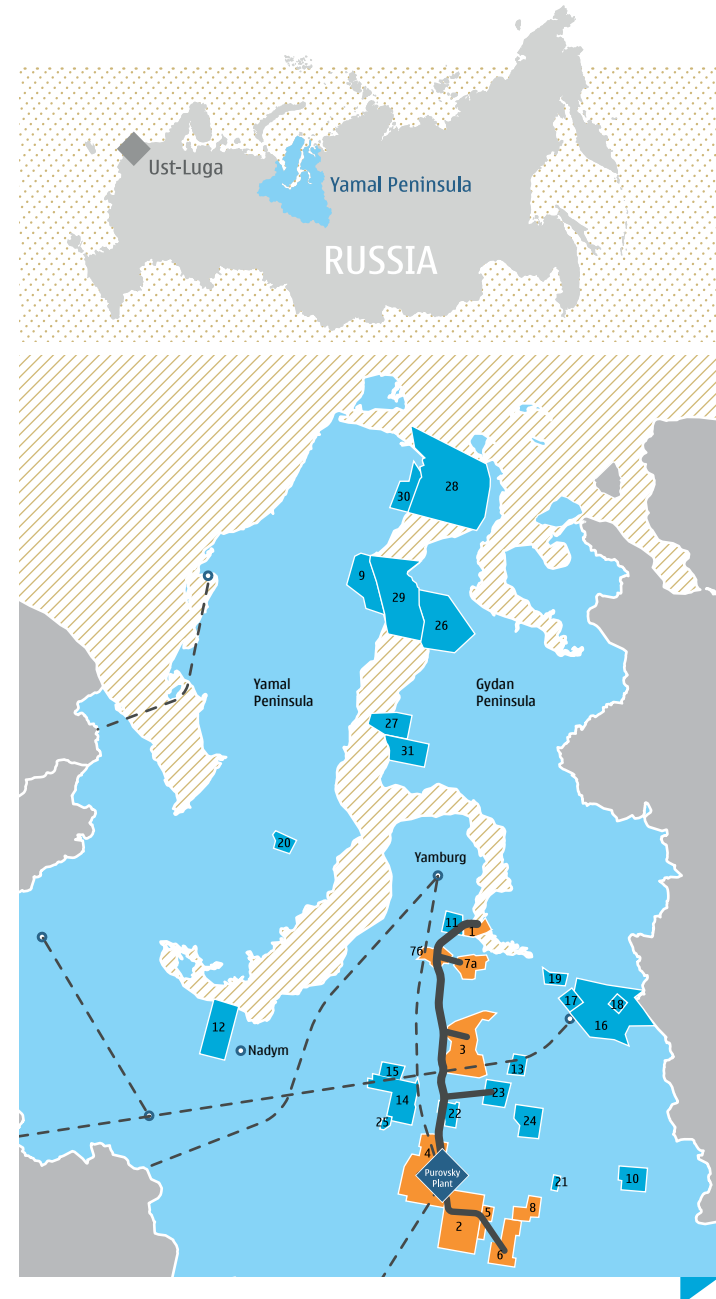 Ust-Luga
Yamal Peninsula
RUSSIA
28
30
9
29
26
Yamal
Peninsula
Gydan
Peninsula
27
31
20
Yamburg
11
1
7б
7a
19
17
18
16
12
Nadym
3
15
13
14
23
22
25
24
4
Purovsky
Plant
21
10
8
5
2
6